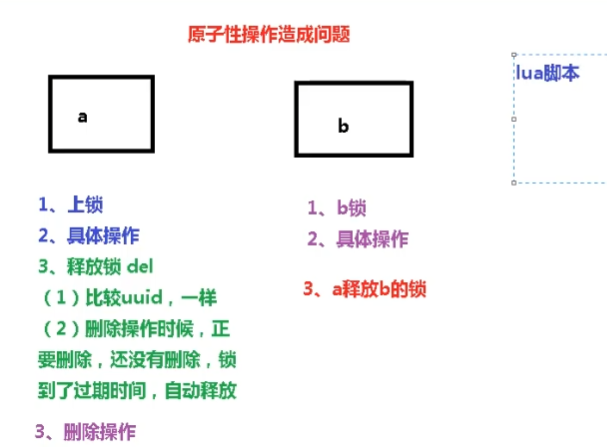 原子性操作造成问题
a
b
lua脚本
1、上锁
2、具体操作
3、释放锁 del
（1）比较uuid，一样
（2）删除操作时候，正
要删除，还没有删除，锁
到了过期时间，自动释放
3、删除操作
1、b锁
2、具体操作
3、a释放b的锁